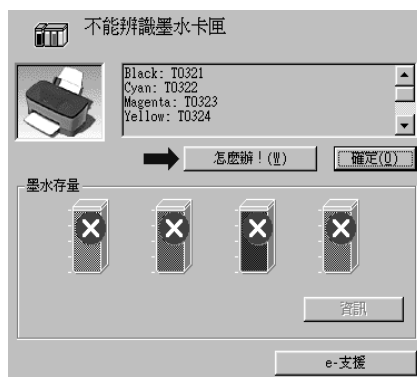 不能辨識墨水卡匣
Black: T0321
Cyan: T0322
Magenta: T0323
Yellow: T0324
怎麼辦！(W)
確定(O)
墨水存量
資訊
e-支援